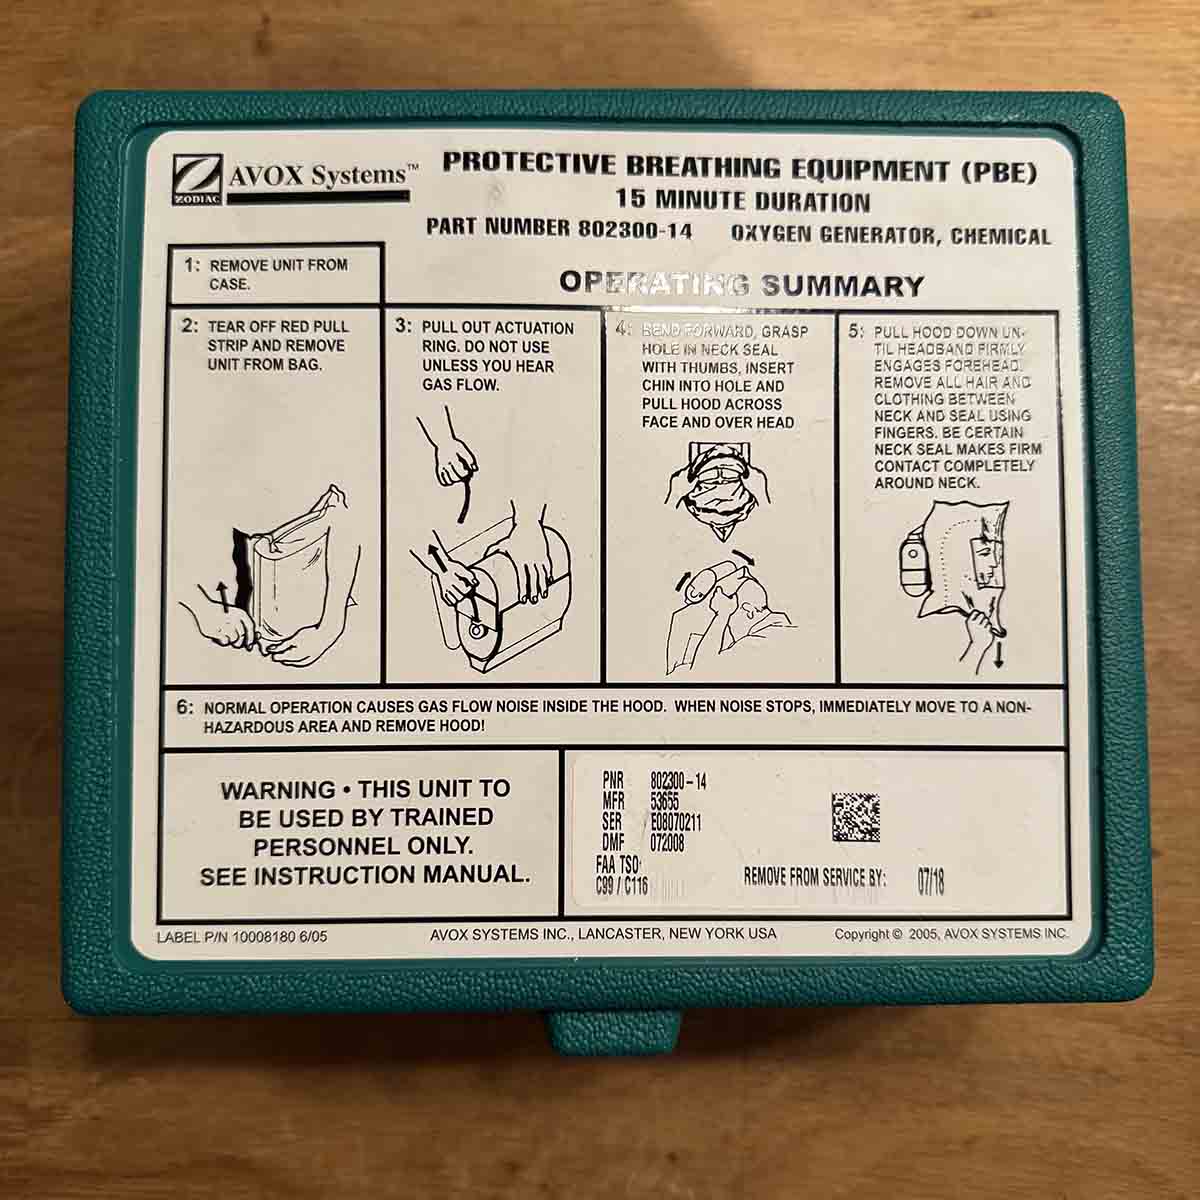 ZODIAC
AVOX Systems™
PROTECTIVE BREATHING EQUIPMENT (PBE)
15 MINUTE DURATION
PART NUMBER 802300-14 OXYGEN GENERATOR, CHEMICAL
OPERATING SUMMARY
1: REMOVE UNIT FROM
CASE.
2: TEAR OFF RED PULL
STRIP AND REMOVE
UNIT FROM BAG.
3: PULL OUT ACTUATION
RING. DO NOT USE
UNLESS YOU HEAR
GAS FLOW.
4: BEND FORWARD, GRASP
HOLE IN NECK SEAL
WITH THUMBS, INSERT
CHIN INTO HOLE AND
PULL HOOD ACROSS
FACE AND OVER HEAD
5: PULL HOOD DOWN UN-
TIL HEADBAND FIRMLY
ENGAGES FOREHEAD.
REMOVE ALL HAIR AND
CLOTHING BETWEEN
NECK AND SEAL USING
FINGERS. BE CERTAIN
NECK SEAL MAKES FIRM
CONTACT COMPLETELY
AROUND NECK.
6: NORMAL OPERATION CAUSES GAS FLOW NOISE INSIDE THE HOOD. WHEN NOISE STOPS, IMMEDIATELY MOVE TO A NON-
HAZARDOUS AREA AND REMOVE HOOD!
WARNING • THIS UNIT TO
BE USED BY TRAINED
PERSONNEL ONLY.
SEE INSTRUCTION MANUAL.
PNR 802300-14
MFR 53655
SER E08070211
DMF 072008
FAA TSO:
C99 / C116
REMOVE FROM SERVICE BY: 07/18
LABEL P/N 10008180 6/05
AVOX SYSTEMS INC., LANCASTER, NEW YORK USA
Copyright © 2005, AVOX SYSTEMS INC.